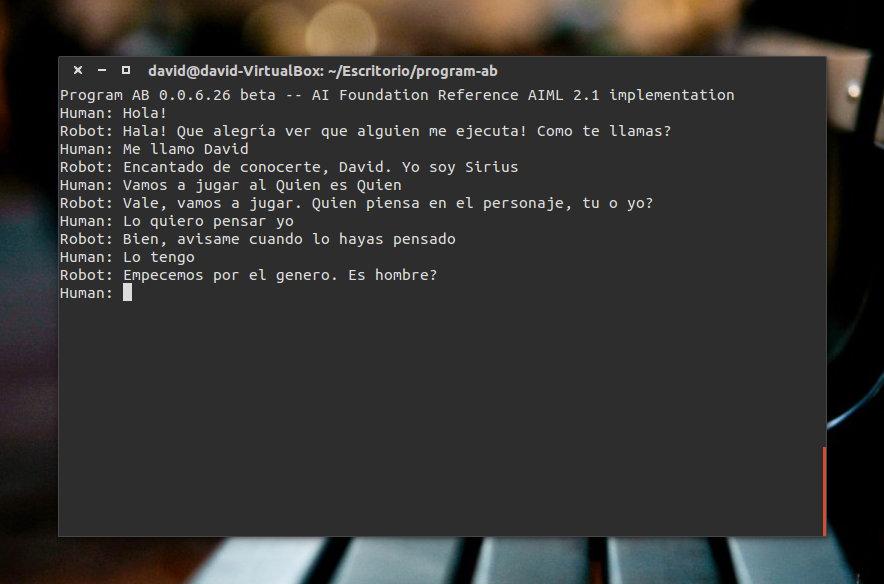 david@david-VirtualBox: ~/Escritorio/program-ab
Program AB 0.0.6.26 beta -- AI Foundation Reference AIML 2.1 implementation
Human: Hola!
Robot: Hala! Que alegría ver que alguien me ejecuta! Como te llamas?
Human: Me llamo David
Robot: Encantado de conocerte, David. Yo soy Sirius
Human: Vamos a jugar al Quien es Quien
Robot: Vale, vamos a jugar. Quien piensa en el personaje, tu o yo?
Human: Lo quiero pensar yo
Robot: Bien, avisame cuando lo hayas pensado
Human: Lo tengo
Robot: Empecemos por el genero. Es hombre?
Human: